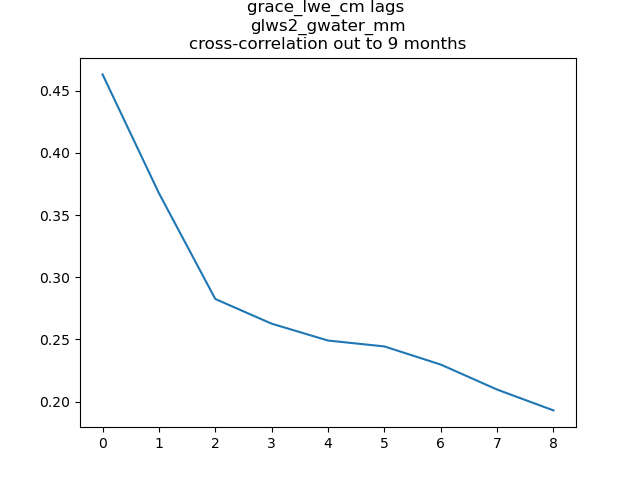 grace_lwe_cm lags
glws2_gwater_mm
cross-correlation out to 9 months
0.45
0.40
0.35
0.30
0.25
0.20
0 1 2 3 4 5 6 7 8